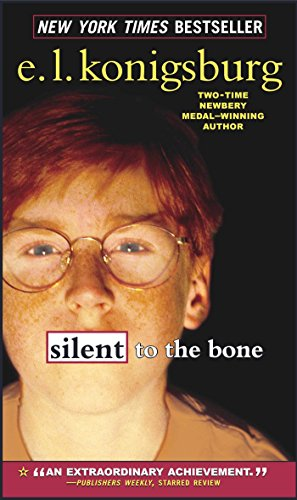 NEW YORK TIMES BESTSELLER
e. l. konigsburg
TWO-TIME
NEWBERY
MEDAL–WINNING
AUTHOR
silent to the bone
☆ “AN EXTRAORDINARY ACHIEVEMENT.”
—PUBLISHERS WEEKLY, STARRED REVIEW